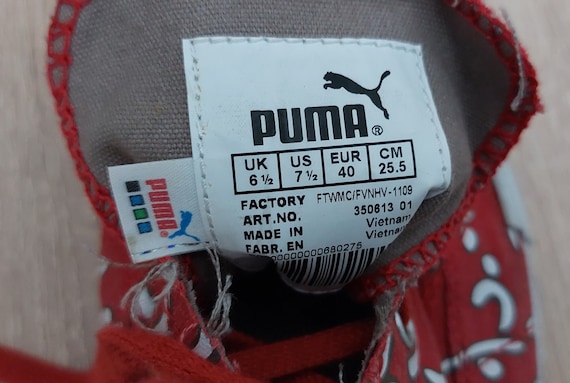 PUMA®
UK US EUR CM
6 ½ 7 ½ 40 25.5
FACTORY FTWMC/FVNHV-1109
ART.NO. 350613 01
MADE IN Vietnam
FABR. EN Vietnam
0000000000680275
PUMA